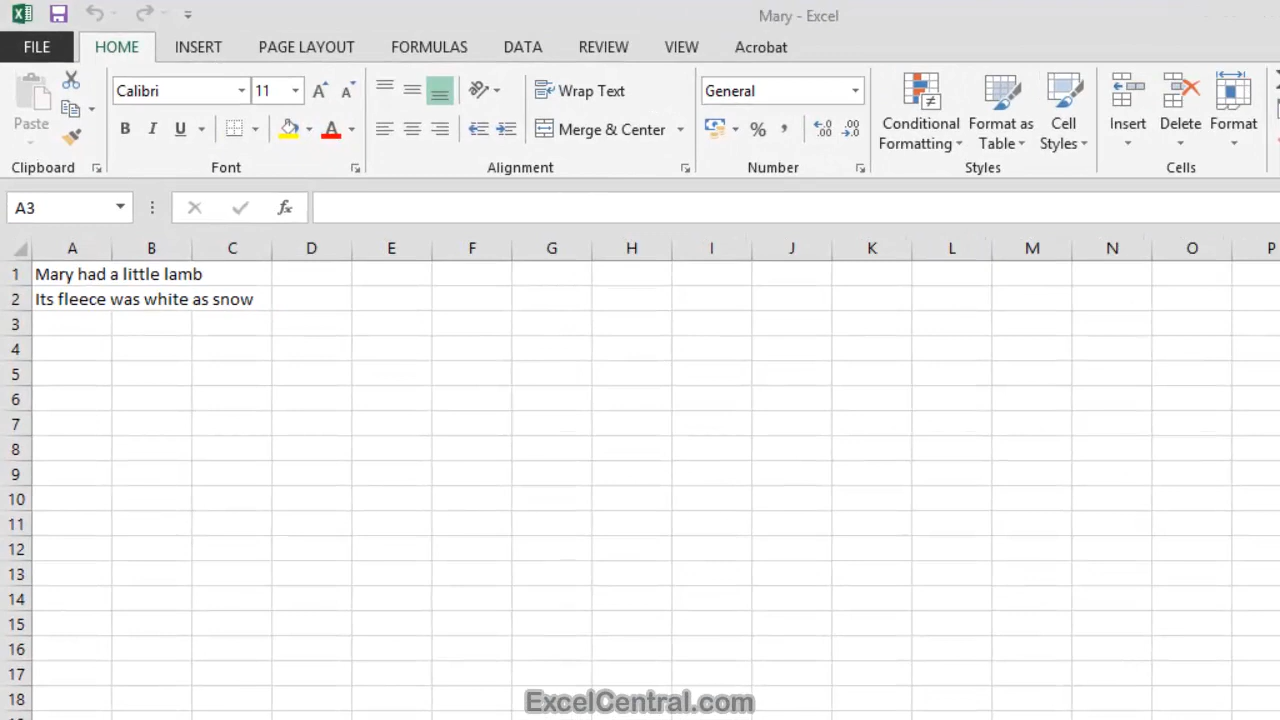 Mary - Excel
FILE HOME INSERT PAGE LAYOUT FORMULAS DATA REVIEW VIEW Acrobat
Calibri 11 Wrap Text General
Paste B I U Merge & Center % Conditional Formatting Format as Table Cell Styles Insert Delete Format
Clipboard Font Alignment Number Styles Cells
A3 fx
A B C D E F G H I J K L M N O P
1 Mary had a little lamb
2 Its fleece was white as snow
3
4
5
6
7
8
9
10
11
12
13
14
15
16
17
18
ExcelCentral.com